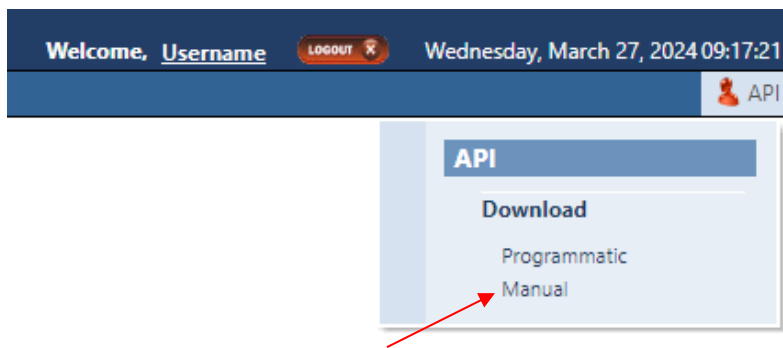 Welcome, Username LOGOUT X Wednesday, March 27, 2024 09:17:21
API
API
Download
Programmatic
Manual